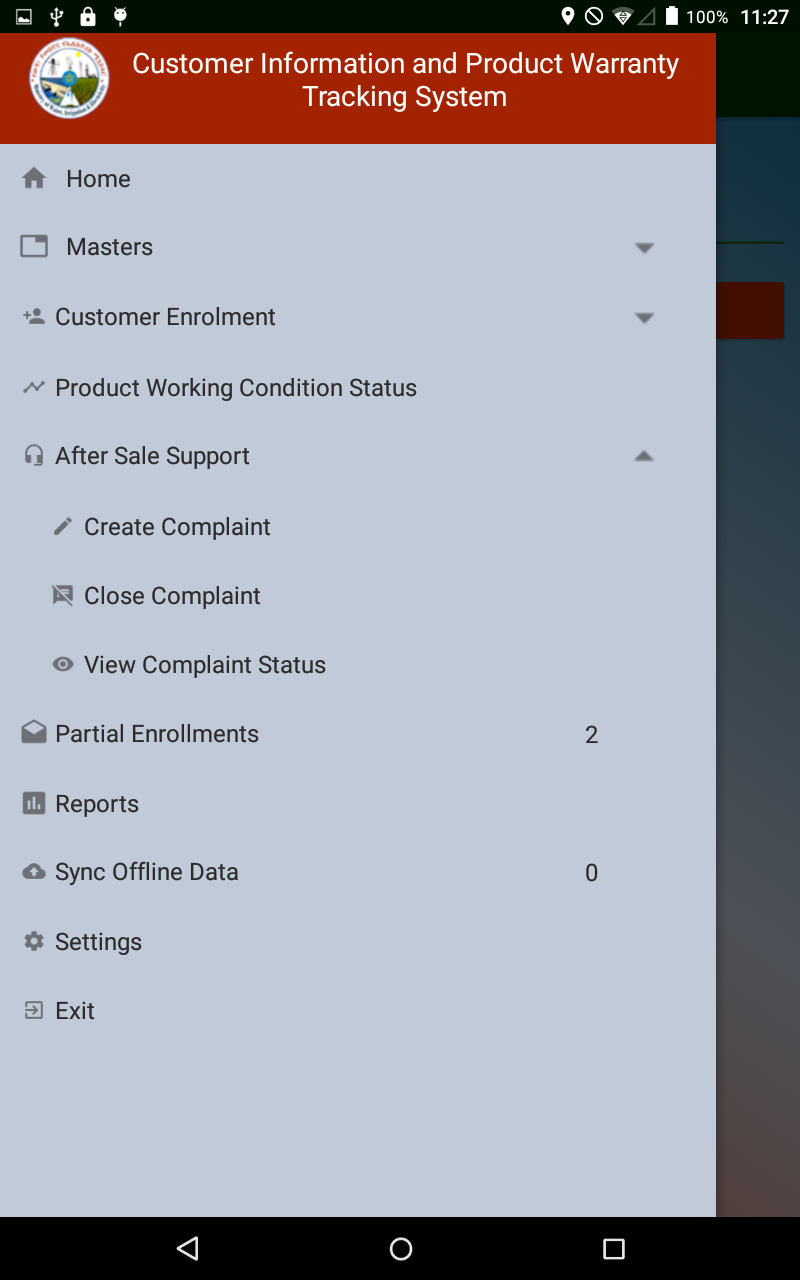 100% 11:27
Customer Information and Product Warranty
Tracking System
Home
Masters
Customer Enrolment
Product Working Condition Status
After Sale Support
Create Complaint
Close Complaint
View Complaint Status
Partial Enrollments 2
Reports
Sync Offline Data 0
Settings
Exit